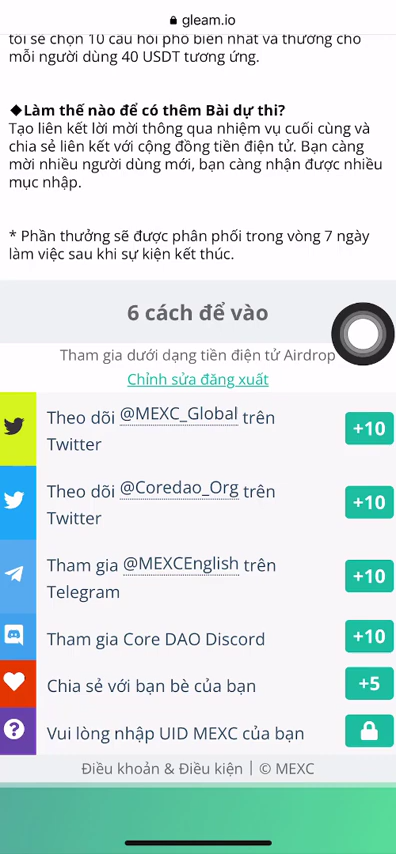 gleam.io
tôi sẽ chọn 10 câu hỏi phổ biến nhất và thưởng cho
mỗi người dùng 40 USDT tương ứng.
◆Làm thế nào để có thêm Bài dự thi?
Tạo liên kết lời mời thông qua nhiệm vụ cuối cùng và
chia sẻ liên kết với cộng đồng tiền điện tử. Bạn càng
mời nhiều người dùng mới, bạn càng nhận được nhiều
mục nhập.
* Phần thưởng sẽ được phân phối trong vòng 7 ngày
làm việc sau khi sự kiện kết thúc.
6 cách để vào
Tham gia dưới dạng tiền điện tử Airdrop
Chỉnh sửa đăng xuất
Theo dõi @MEXC_Global trên
Twitter
+10
Theo dõi @Coredao_Org trên
Twitter
+10
Tham gia @MEXCEnglish trên
Telegram
+10
Tham gia Core DAO Discord
+10
Chia sẻ với bạn bè của bạn
+5
Vui lòng nhập UID MEXC của bạn
Điều khoản & Điều kiện | © MEXC